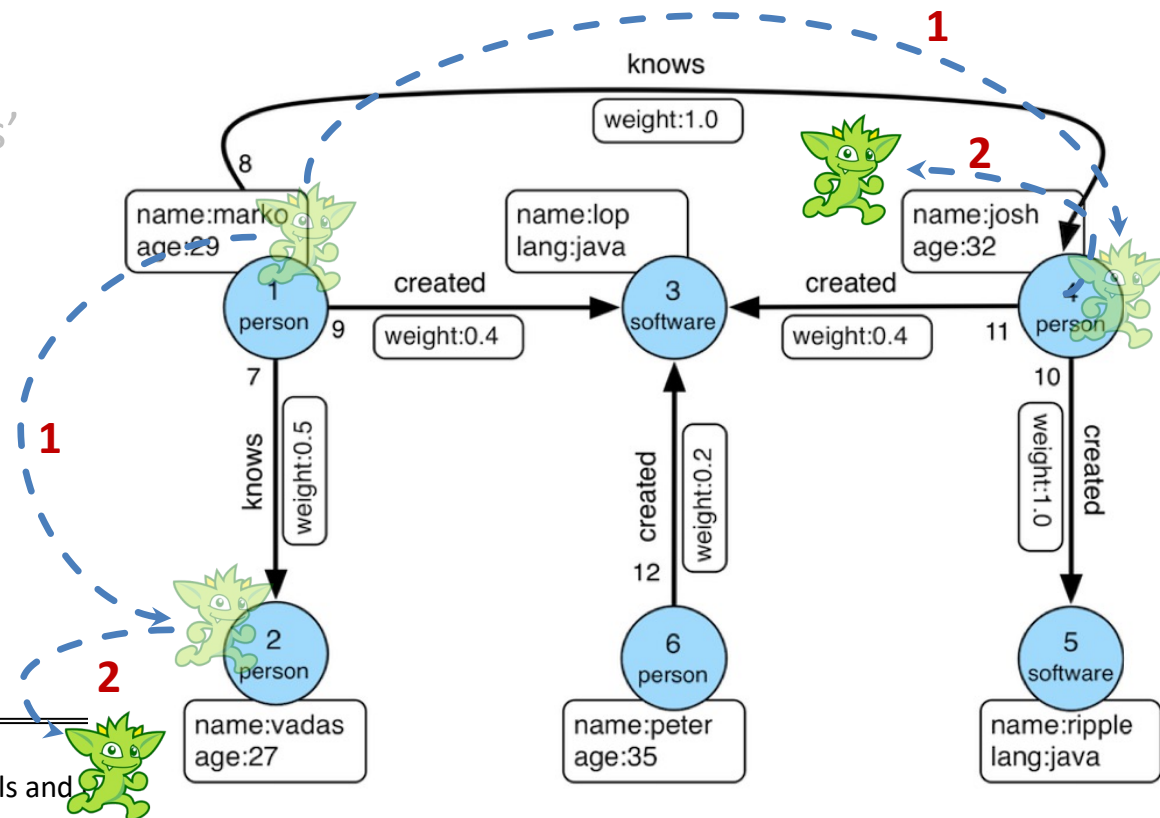 1
knows
s’
weight:1.0
8
2
name:marko
age:29
name:lop
lang:java
name:josh
age:32
1
person
created
3
software
created
4
person
9
weight:0.4
weight:0.4
11
7
10
1
knows
weight:0.5
created
weight:0.2
weight:1.0
created
12
2
person
6
person
5
software
2
name:vadas
age:27
name:peter
age:35
name:ripple
lang:java
ls and